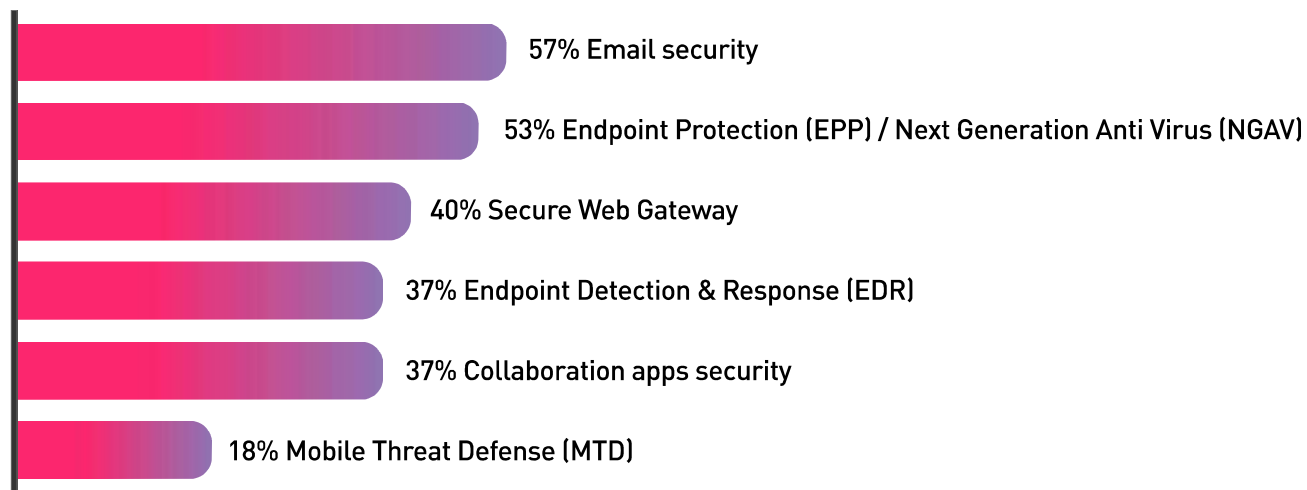 57% Email security
53% Endpoint Protection (EPP) / Next Generation Anti Virus (NGAV)
40% Secure Web Gateway
37% Endpoint Detection & Response (EDR)
37% Collaboration apps security
18% Mobile Threat Defense (MTD)